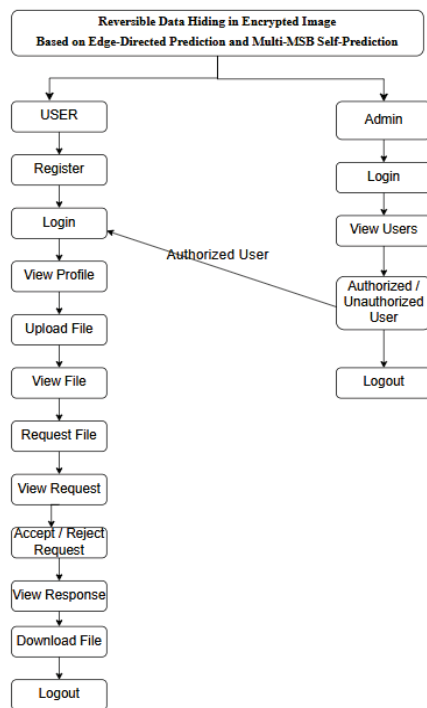 Reversible Data Hiding in Encrypted Image
Based on Edge-Directed Prediction and Multi-MSB Self-Prediction
USER
Register
Login
View Profile
Upload File
View File
Request File
View Request
Accept / Reject
Request
View Response
Download File
Logout
Authorized User
Admin
Login
View Users
Authorized /
Unauthorized
User
Logout